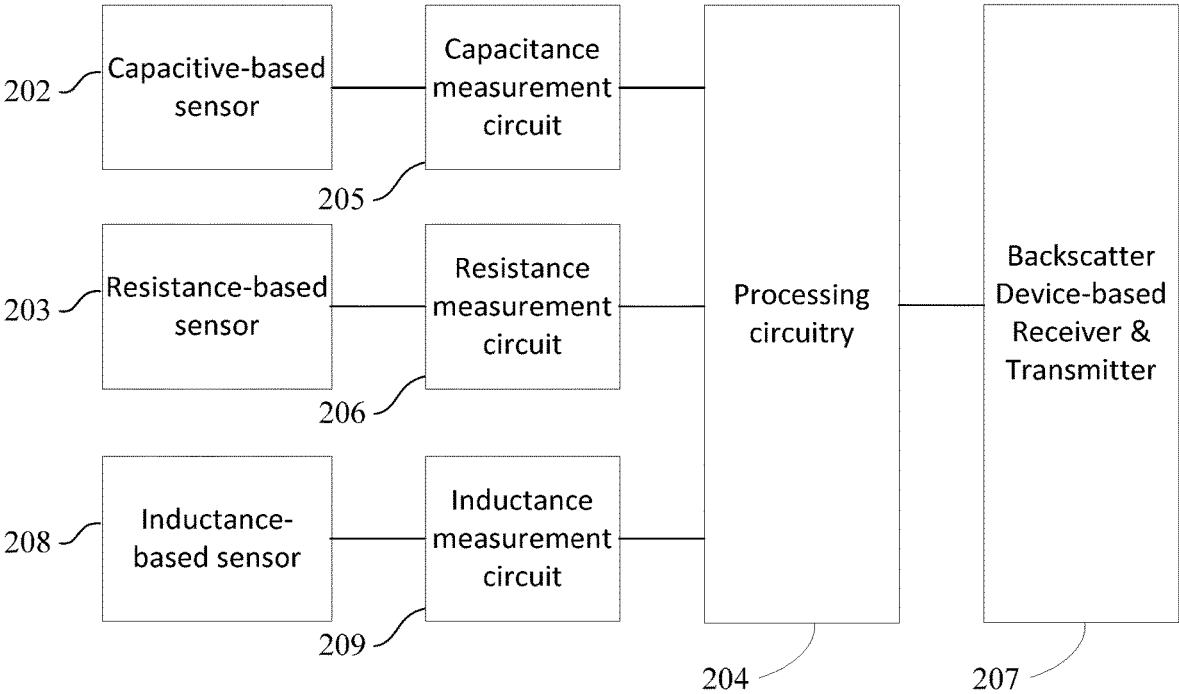 202
Capacitive-based
sensor
Capacitance
measurement
circuit
205
203
Resistance-based
sensor
Resistance
measurement
circuit
206
208
Inductance-
based sensor
Inductance
measurement
circuit
209
Processing
circuitry
204
Backscatter
Device-based
Receiver &
Transmitter
207